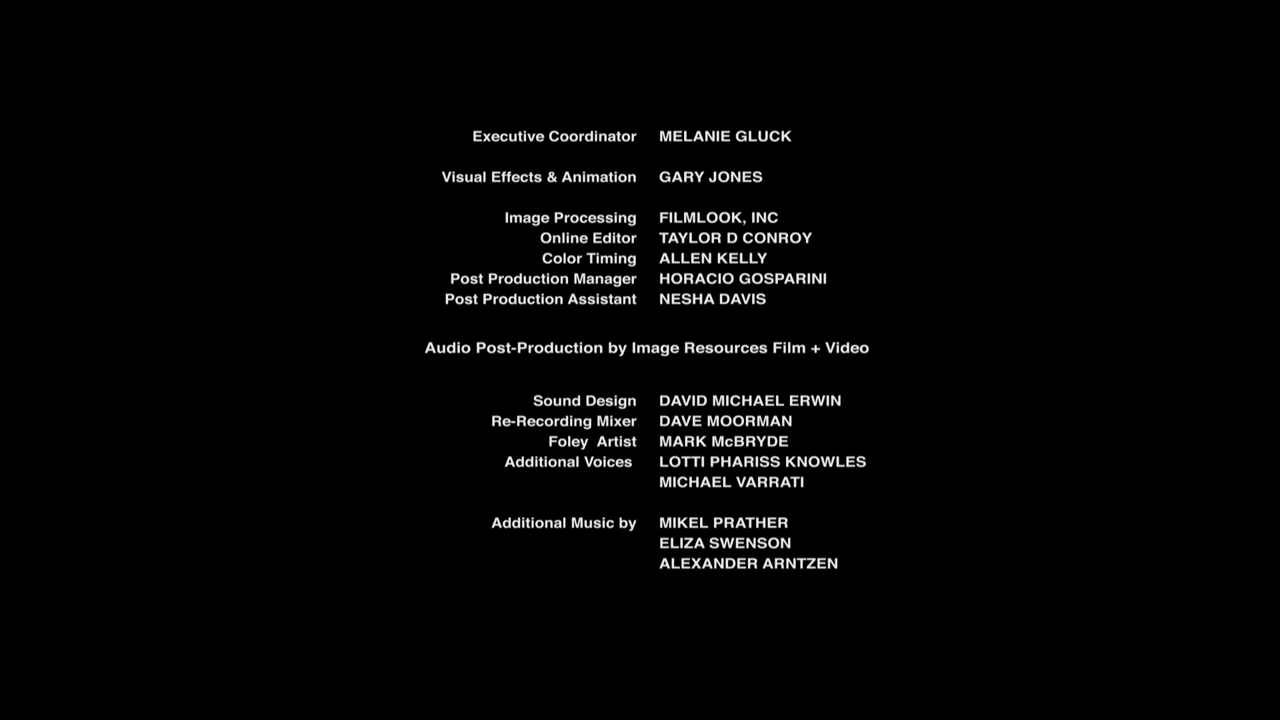 Executive Coordinator MELANIE GLUCK
Visual Effects & Animation GARY JONES
Image Processing FILMLOOK, INC
Online Editor TAYLOR D CONROY
Color Timing ALLEN KELLY
Post Production Manager HORACIO GOSPARINI
Post Production Assistant NESHA DAVIS
Audio Post-Production by Image Resources Film + Video
Sound Design DAVID MICHAEL ERWIN
Re-Recording Mixer DAVE MOORMAN
Foley Artist MARK McBRYDE
Additional Voices LOTTI PHARISS KNOWLES
MICHAEL VARRATI
Additional Music by MIKEL PRATHER
ELIZA SWENSON
ALEXANDER ARNTZEN